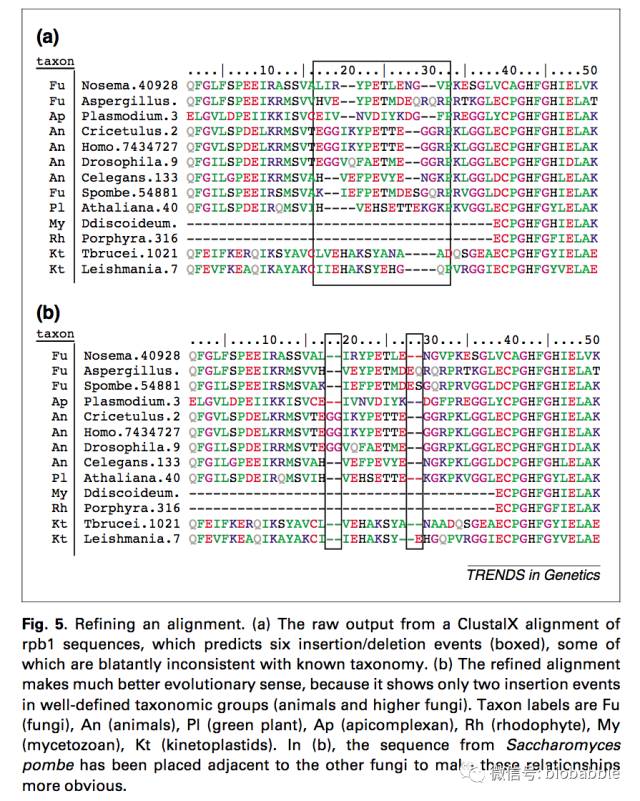 (a)
taxon
....|....10...|....20...|....30...|....40...|....50
Fu Nosema.40928 QFGLFSPEEIRASSVALIR--YPETLENG--VPKESGLVCAGHFGHIELVK
Fu Aspergillus. QFGLFSPEEIKRMSVVHVE--YPETMDEQRQRPRTKGLECPGHFGHIELAT
Ap Plasmodium.3 ELGVLDPEIIKKISVCEIV--NVDIYKDG--FPREGGLYCPGHFGHIELAK
An Cricetulus.2 QFGVLSPDELKRMSVTEGGIKYPETTE--GGRPKLGGLECPGHFGHIELAK
An Homo.7434727 QFGVLSPDELKRMSVTEGGIKYPETTE--GGRPKLGGLECPGHFGHIELAK
An Drosophila.9 QFGILSPDEIRRMSVTEGGVQFAETME--GGRPKLGGLECPGHFGHIDLAK
An Celegans.133 QFGILGPEEIKRMSVAH--VEFPEVYE--NGKPKLGGLDCPGHFGHLELAK
Fu Spombe.54881 QFGILSPEEIRSMSVAK--IEFPETMDESGQRPRVGGLDCPGHFGHIELAK
Pl Athaliana.40 QFGILSPDEIRQMSVIH----VEHSETTEKGKPKVGGLECPGHFGYLELAK
My Ddiscoideum. --------------------------------------ECPGHFGHIELAK
Rh Porphyra.316 --------------------------------------ECPGHFGFIELAK
Kt Tbrucei.1021 QFEIFKERQIKSYAVCLVEHAKSYANA----ADQSGEAECPGHFGYIELAE
Kt Leishmania.7 QFEVFKEAQIKAYAKCIIEHAKSYEHG----QPVRGGIECPGHFGYVELAE
(b)
taxon
....|....10...|....20...|....30...|....40...|....50
Fu Nosema.40928 QFGLFSPEEIRASSVAL--IRYPETLE--NGVPKESGLVCAGHFGHIELVK
Fu Aspergillus. QFGLFSPEEIKRMSVVH--VEYPETMDEQRQRPRTKGLECPGHFGHIELAT
Fu Spombe.54881 QFGILSPEEIRSMSVAK--IEFPETMDESGQRPRVGGLDCPGHFGHIELAK
Ap Plasmodium.3 ELGVLDPEIIKKISVCE--IVNVDIYK--DGFPREGGLYCPGHFGHIELAK
An Cricetulus.2 QFGVLSPDELKRMSVTEGGIKYPETTE--GGRPKLGGLECPGHFGHIELAK
An Homo.7434727 QFGVLSPDELKRMSVTEGGIKYPETTE--GGRPKLGGLECPGHFGHIELAK
An Drosophila.9 QFGILSPDEIRRMSVTEGGVQFAETME--GGRPKLGGLECPGHFGHIDLAK
An Celegans.133 QFGILGPEEIKRMSVAH--VEFPEVYE--NGKPKLGGLDCPGHFGHLELAK
Pl Athaliana.40 QFGILSPDEIRQMSVIH--VEHSETTE--KGKPKVGGLECPGHFGYLELAK
My Ddiscoideum. --------------------------------------ECPGHFGHIELAK
Rh Porphyra.316 --------------------------------------ECPGHFGFIELAK
Kt Tbrucei.1021 QFEIFKERQIKSYAVCL--VEHAKSYA--NAADQSGEAECPGHFGYIELAE
Kt Leishmania.7 QFEVFKEAQIKAYAKCI--IEHAKSY--EHGQPVRGGIECPGHFGYVELAE
TRENDS in Genetics
Fig. 5. Refining an alignment. (a) The raw output from a ClustalX alignment of
rpb1 sequences, which predicts six insertion/deletion events (boxed), some
of which are blatantly inconsistent with known taxonomy. (b) The refined alignment
makes much better evolutionary sense, because it shows only two insertion events
in well-defined taxonomic groups (animals and higher fungi). Taxon labels are Fu
(fungi), An (animals), Pl (green plant), Ap (apicomplexan), Rh (rhodophyte), My
(mycetozoan), Kt (kinetoplastids). In (b), the sequence from Saccharomyces
pombe has been placed adjacent to the other fungi to make these relationships
more obvious.
微信号: biobabble